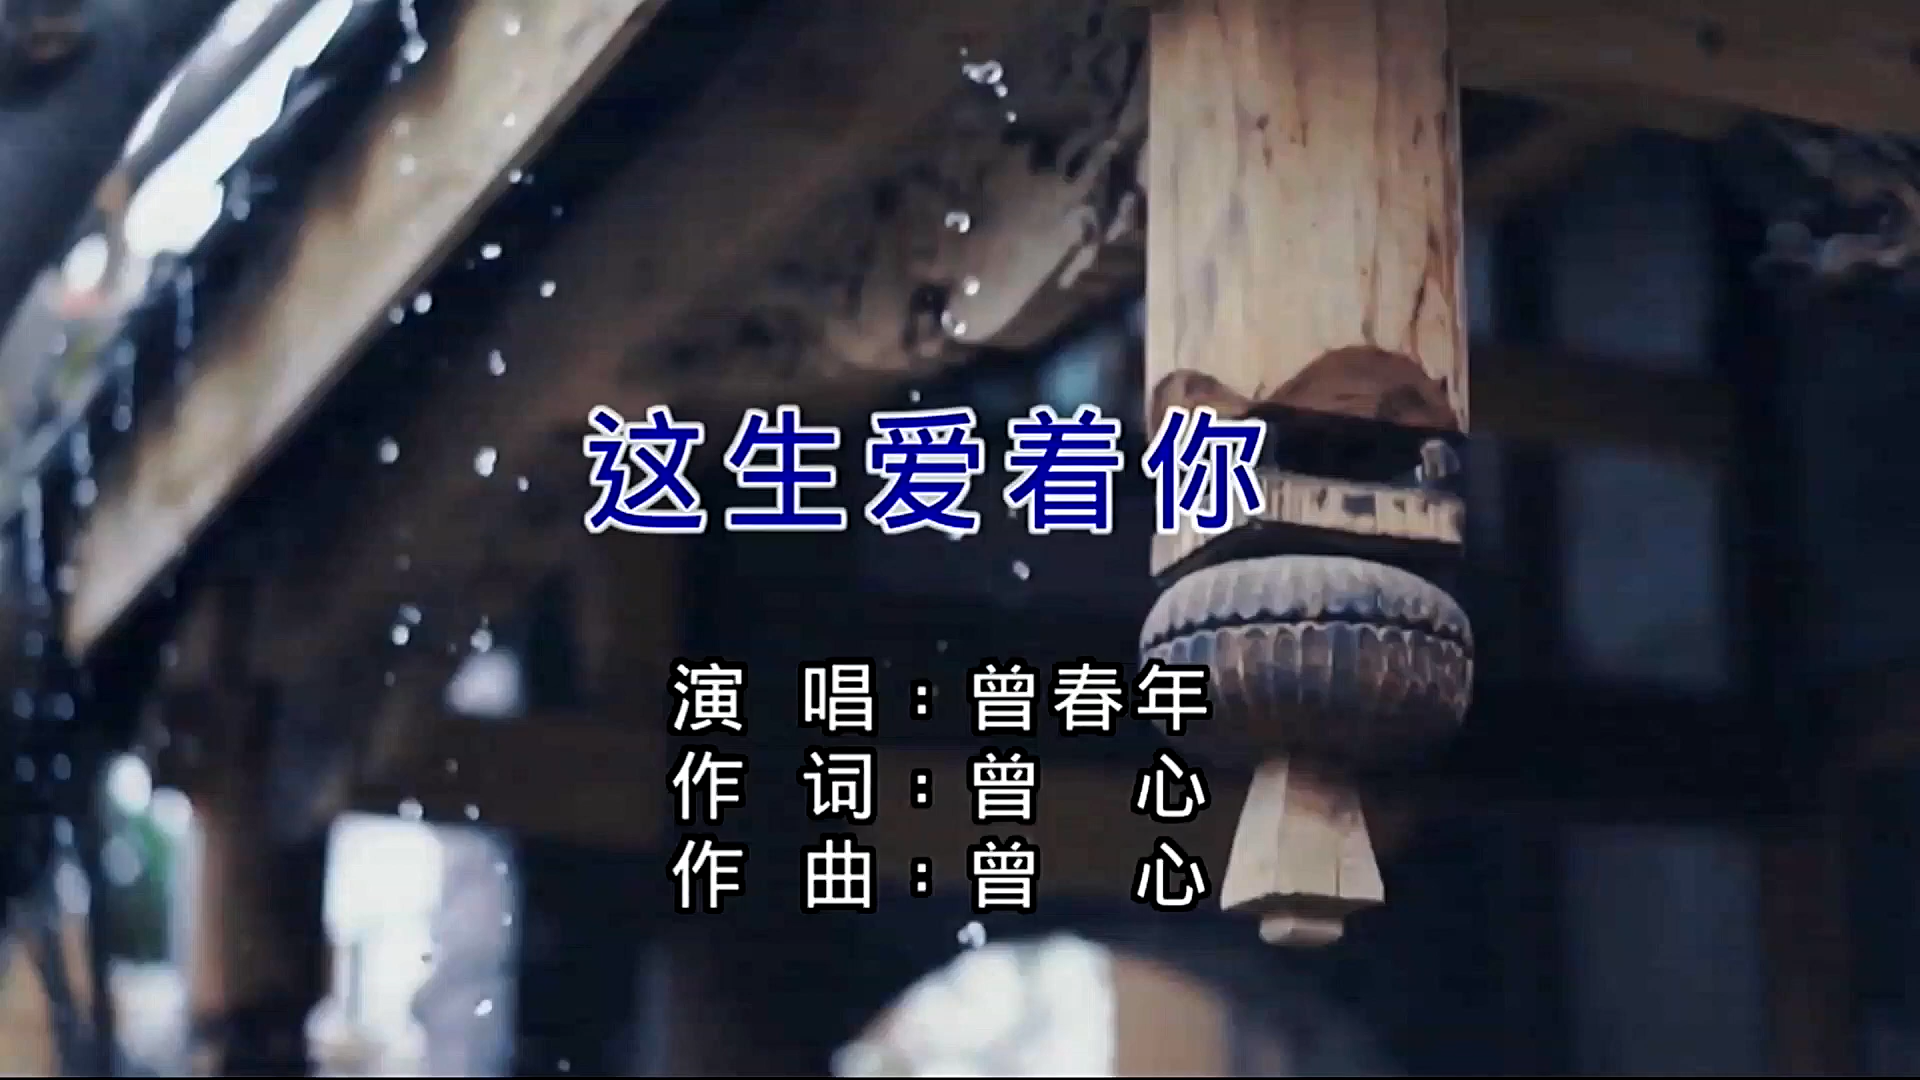 这生爱着你
演 唱：曾春年
作 词：曾 心
作 曲：曾 心